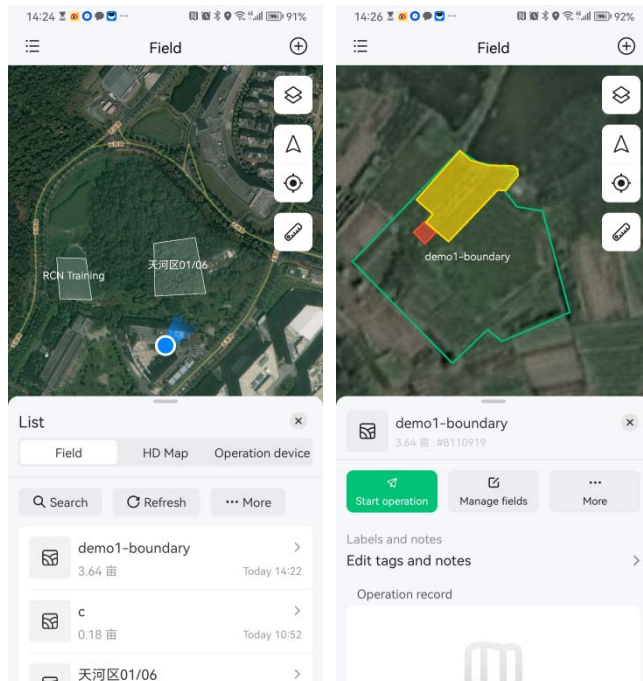 14:24
91%
Field
RCN Training
天河区01/06
List
Field
HD Map
Operation device
Search
Refresh
More
demo1-boundary
3.64 亩
Today 14:22
c
0.18 亩
Today 10:52
天河区01/06
14:26
92%
Field
demo1-boundary
demo1-boundary
3.64 亩 #8110919
Start operation
Manage fields
More
Labels and notes
Edit tags and notes
Operation record